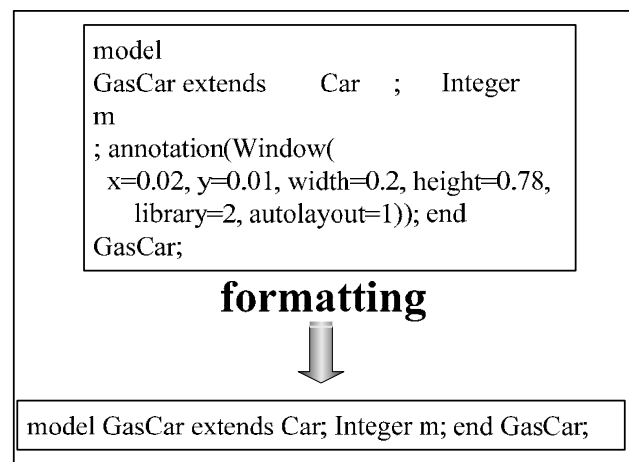 model
GasCar extends Car ; Integer
m
; annotation(Window(
x=0.02, y=0.01, width=0.2, height=0.78,
library=2, autolayout=1)); end
GasCar;
formatting
model GasCar extends Car; Integer m; end GasCar;